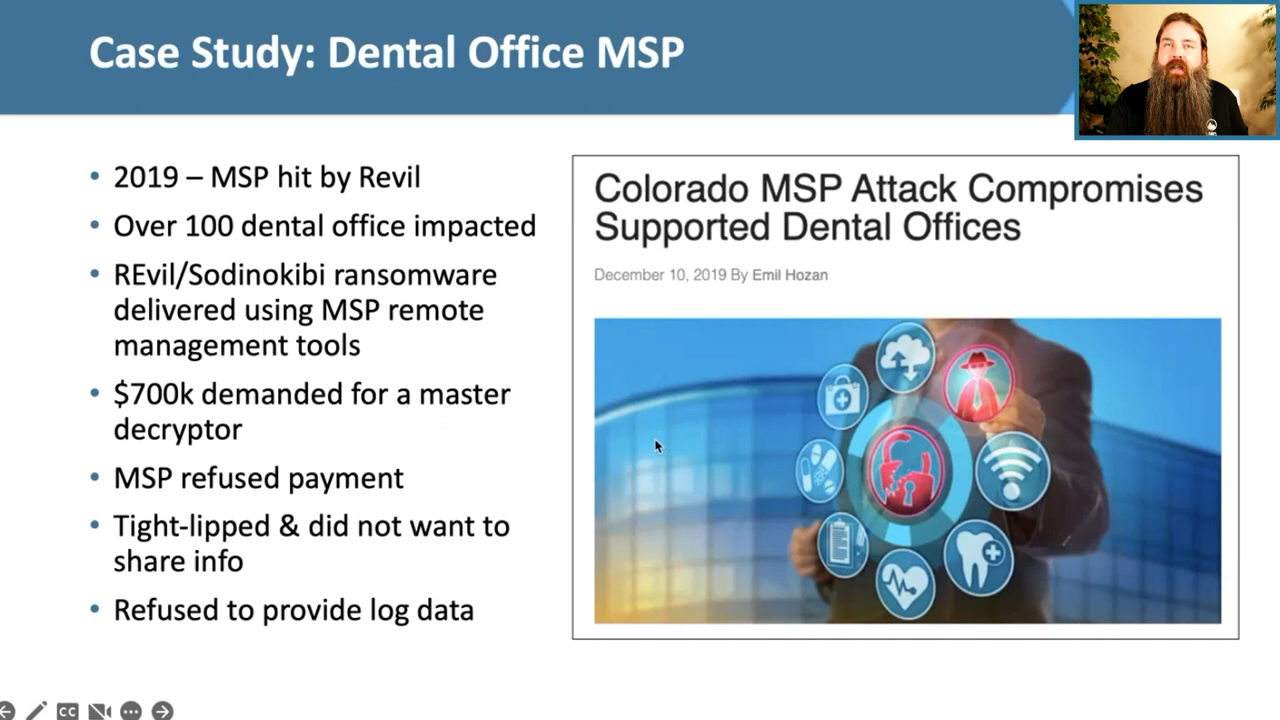 Case Study: Dental Office MSP
• 2019 – MSP hit by Revil
• Over 100 dental office impacted
• REvil/Sodinokibi ransomware
delivered using MSP remote
management tools
• $700k demanded for a master
decryptor
• MSP refused payment
• Tight-lipped & did not want to
share info
• Refused to provide log data
Colorado MSP Attack Compromises
Supported Dental Offices
December 10, 2019 By Emil Hozan
CC